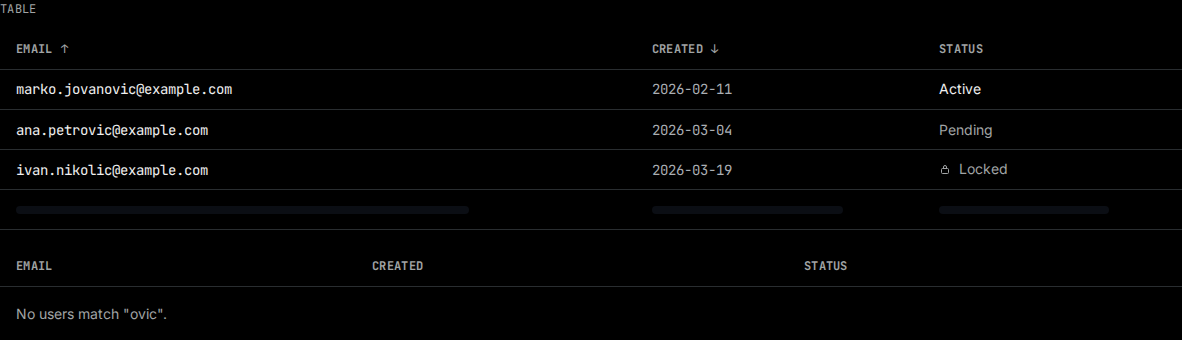 TABLE
EMAIL ↑ CREATED ↓ STATUS
marko.jovanovic@example.com 2026-02-11 Active
ana.petrovic@example.com 2026-03-04 Pending
ivan.nikolic@example.com 2026-03-19 Locked
EMAIL CREATED STATUS
No users match "ovic".